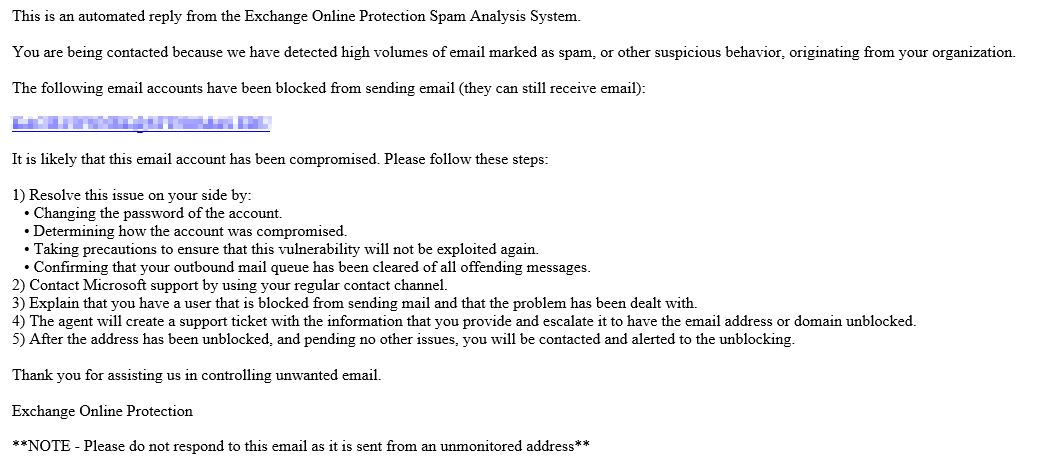 This is an automated reply from the Exchange Online Protection Spam Analysis System.
You are being contacted because we have detected high volumes of email marked as spam, or other suspicious behavior, originating from your organization.
The following email accounts have been blocked from sending email (they can still receive email):
It is likely that this email account has been compromised. Please follow these steps:
1) Resolve this issue on your side by:
• Changing the password of the account.
• Determining how the account was compromised.
• Taking precautions to ensure that this vulnerability will not be exploited again.
• Confirming that your outbound mail queue has been cleared of all offending messages.
2) Contact Microsoft support by using your regular contact channel.
3) Explain that you have a user that is blocked from sending mail and that the problem has been dealt with.
4) The agent will create a support ticket with the information that you provide and escalate it to have the email address or domain unblocked.
5) After the address has been unblocked, and pending no other issues, you will be contacted and alerted to the unblocking.
Thank you for assisting us in controlling unwanted email.
Exchange Online Protection
**NOTE - Please do not respond to this email as it is sent from an unmonitored address**